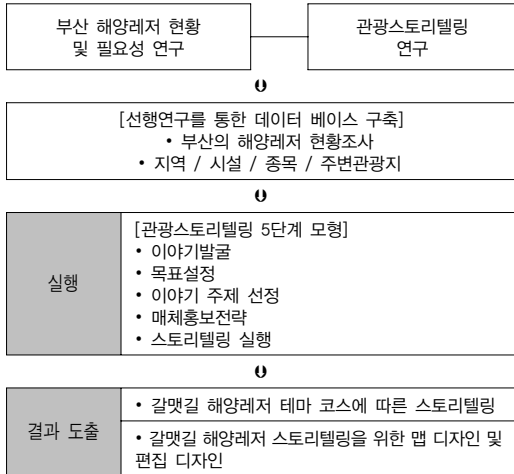 부산 해양레저 현황
및 필요성 연구
관광스토리텔링
연구
[선행연구를 통한 데이터 베이스 구축]
• 부산의 해양레저 현황조사
• 지역 / 시설 / 종목 / 주변관광지
실행
[관광스토리텔링 5단계 모형]
• 이야기발굴
• 목표설정
• 이야기 주제 선정
• 매체홍보전략
• 스토리텔링 실행
결과 도출
• 갈맷길 해양레저 테마 코스에 따른 스토리텔링
• 갈맷길 해양레저 스토리텔링을 위한 맵 디자인 및
편집 디자인